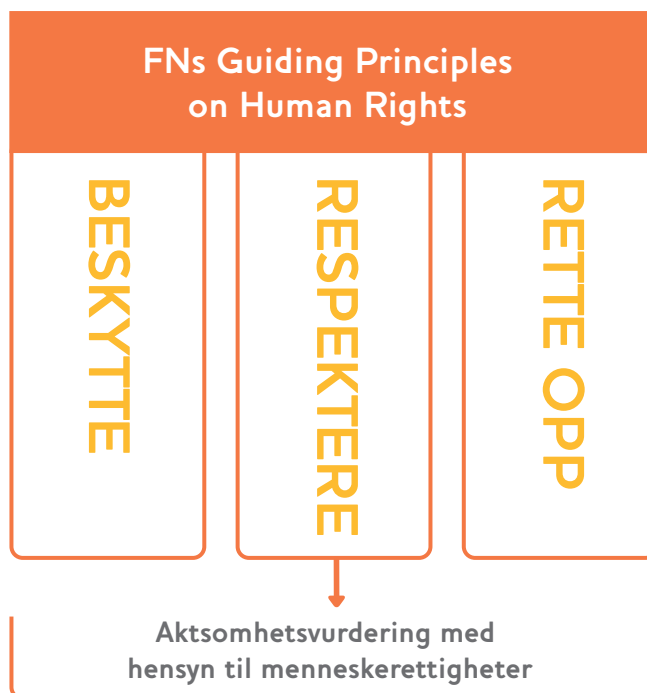 FNs Guiding Principles
on Human Rights
BESKYTTE
RESPEKTERE
RETTE OPP
Aktsomhetsvurdering med
hensyn til menneskerettigheter